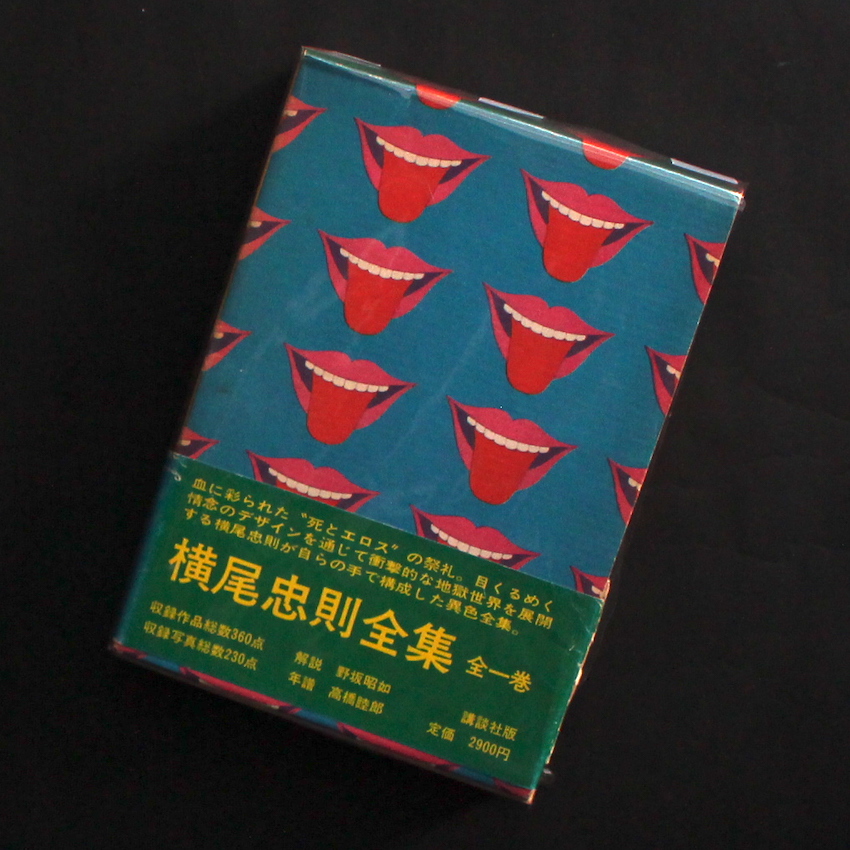 血に彩られた〝死とエロス〟の祭礼。目くるめく
情念のデザインを通じて衝撃的な地獄世界を展開
する横尾忠則が自らの手で構成した異色全集。
横尾忠則全集 全一巻
収録作品総数360点
収録写真総数230点
解説 野坂昭如
年譜 高橋睦郎
講談社版
定価 2900円